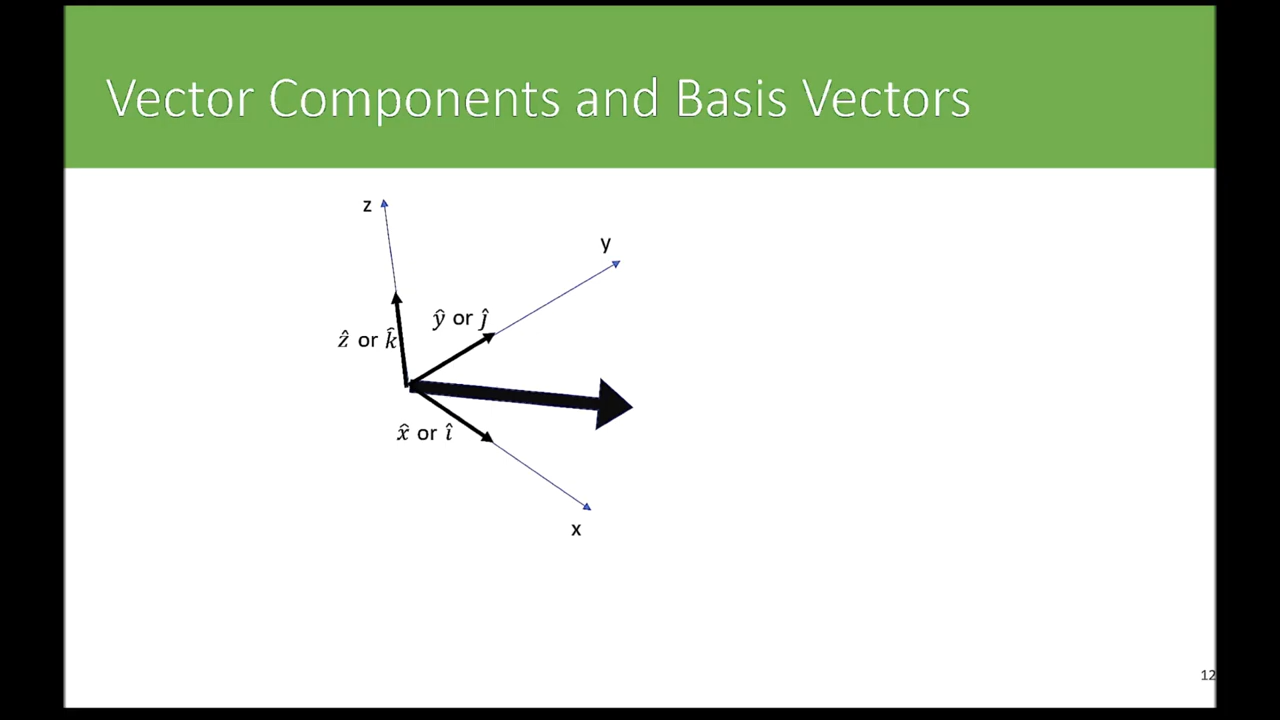 Vector Components and Basis Vectors
z
y
ŷ or ĵ
ẑ or k̂
x̂ or î
x
12